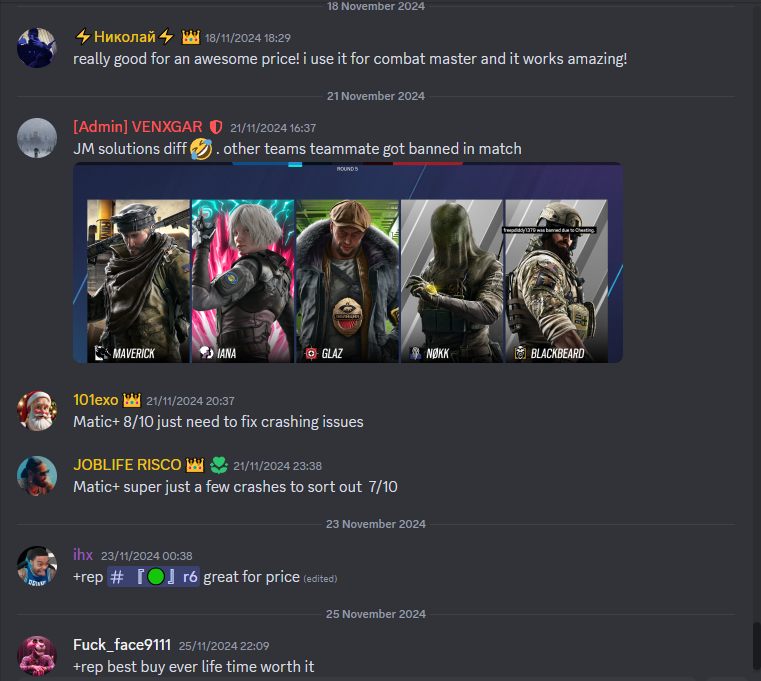 18 November 2024
⚡Николай⚡ 👑 18/11/2024 18:29
really good for an awesome price! i use it for combat master and it works amazing!
21 November 2024
[Admin] VENXGAR 21/11/2024 16:37
JM solutions diff 🤣 . other teams teammate got banned in match
ROUND 5
freepdiddy1379 was banned due to Cheating.
MAVERICK
IANA
GLAZ
NØKK
BLACKBEARD
101exo 👑 21/11/2024 20:37
Matic+ 8/10 just need to fix crashing issues
JOBLIFE RISCO 👑 21/11/2024 23:38
Matic+ super just a few crashes to sort out 7/10
23 November 2024
ihx 23/11/2024 00:38
+rep # 『🟢』r6 great for price (edited)
25 November 2024
Fuck_face9111 25/11/2024 22:09
+rep best buy ever life time worth it